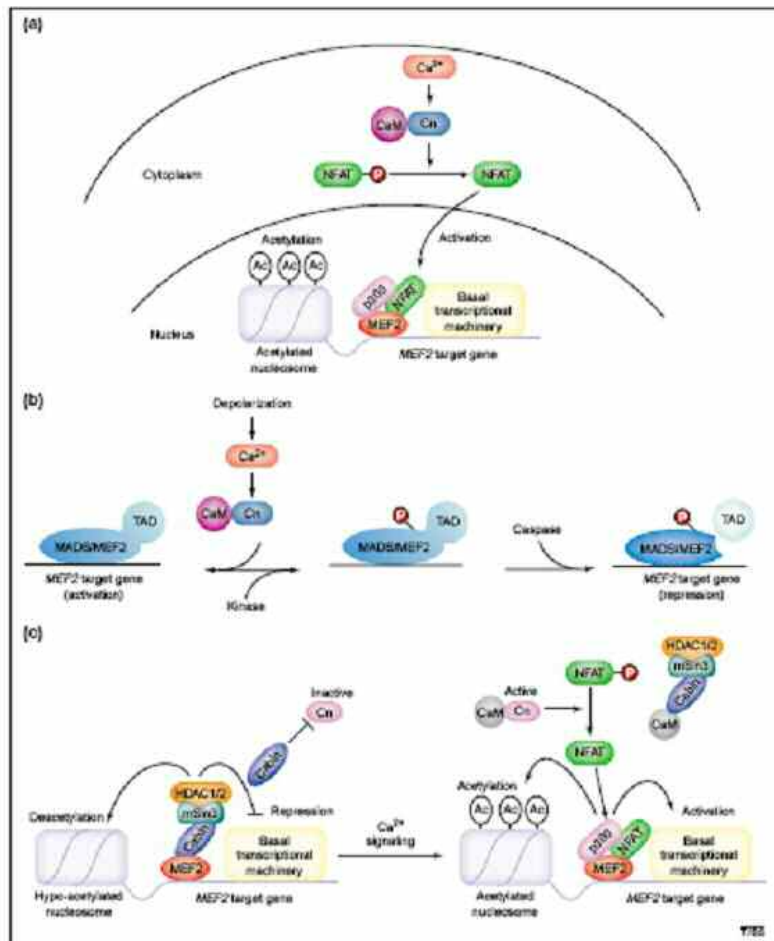 (a)
Ca2+
CaM Cn
Cytoplasm
NFAT P NFAT
Acetylation
Activation
Ac Ac Ac
p300 NFAT
MEF2
Basal
transcriptional
machinery
Nucleus
Acetylated
nucleosome
MEF2 target gene
(b)
Depolarization
Ca2+
CaM Cn
TAD
MADS/MEF2
MEF2 target gene
(activation)
Kinase
P
TAD
MADS/MEF2
Caspase
P
TAD
MADS/MEF2
MEF2 target gene
(repression)
(c)
Inactive
Cn
Cabin
HDAC1/2
mSin3
Cabin
MEF2
Deacetylation
Repression
Basal
transcriptional
machinery
Hypo-acetylated
nucleosome
MEF2 target gene
Ca2+
signaling
NFAT P
Active
CaM Cn
NFAT
HDAC1/2
mSin3
Cabin
CaM
Acetylation
Ac Ac Ac
Activation
p300 NFAT
MEF2
Basal
transcriptional
machinery
Acetylated
nucleosome
MEF2 target gene